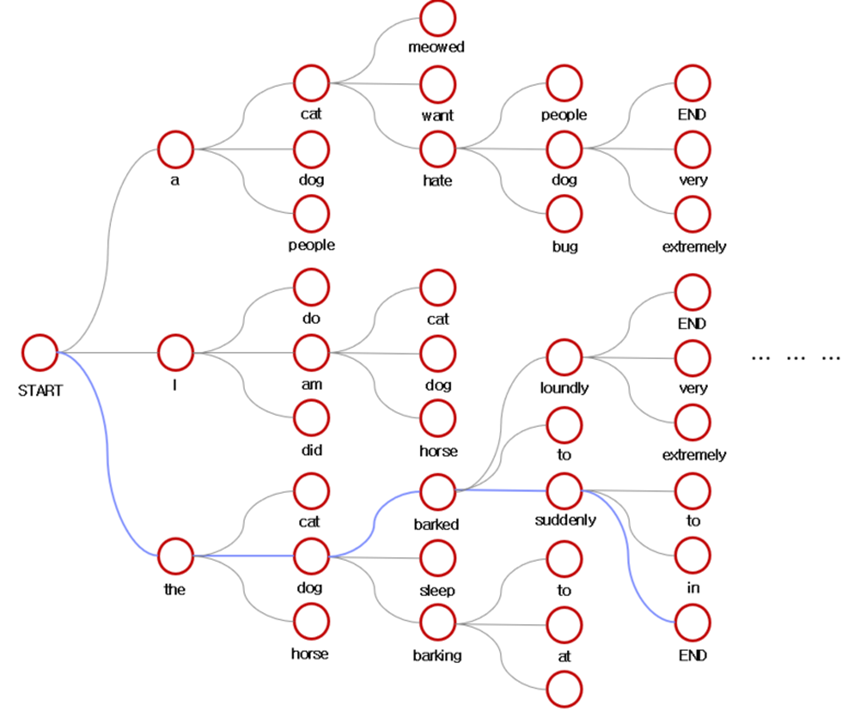 meowed
cat
want
people
END
a
dog
hate
dog
very
people
bug
extremely
do
cat
END
START
I
am
dog
loundly
very
... ... ...
did
horse
to
extremely
cat
barked
suddenly
to
the
dog
sleep
to
in
horse
barking
at
END